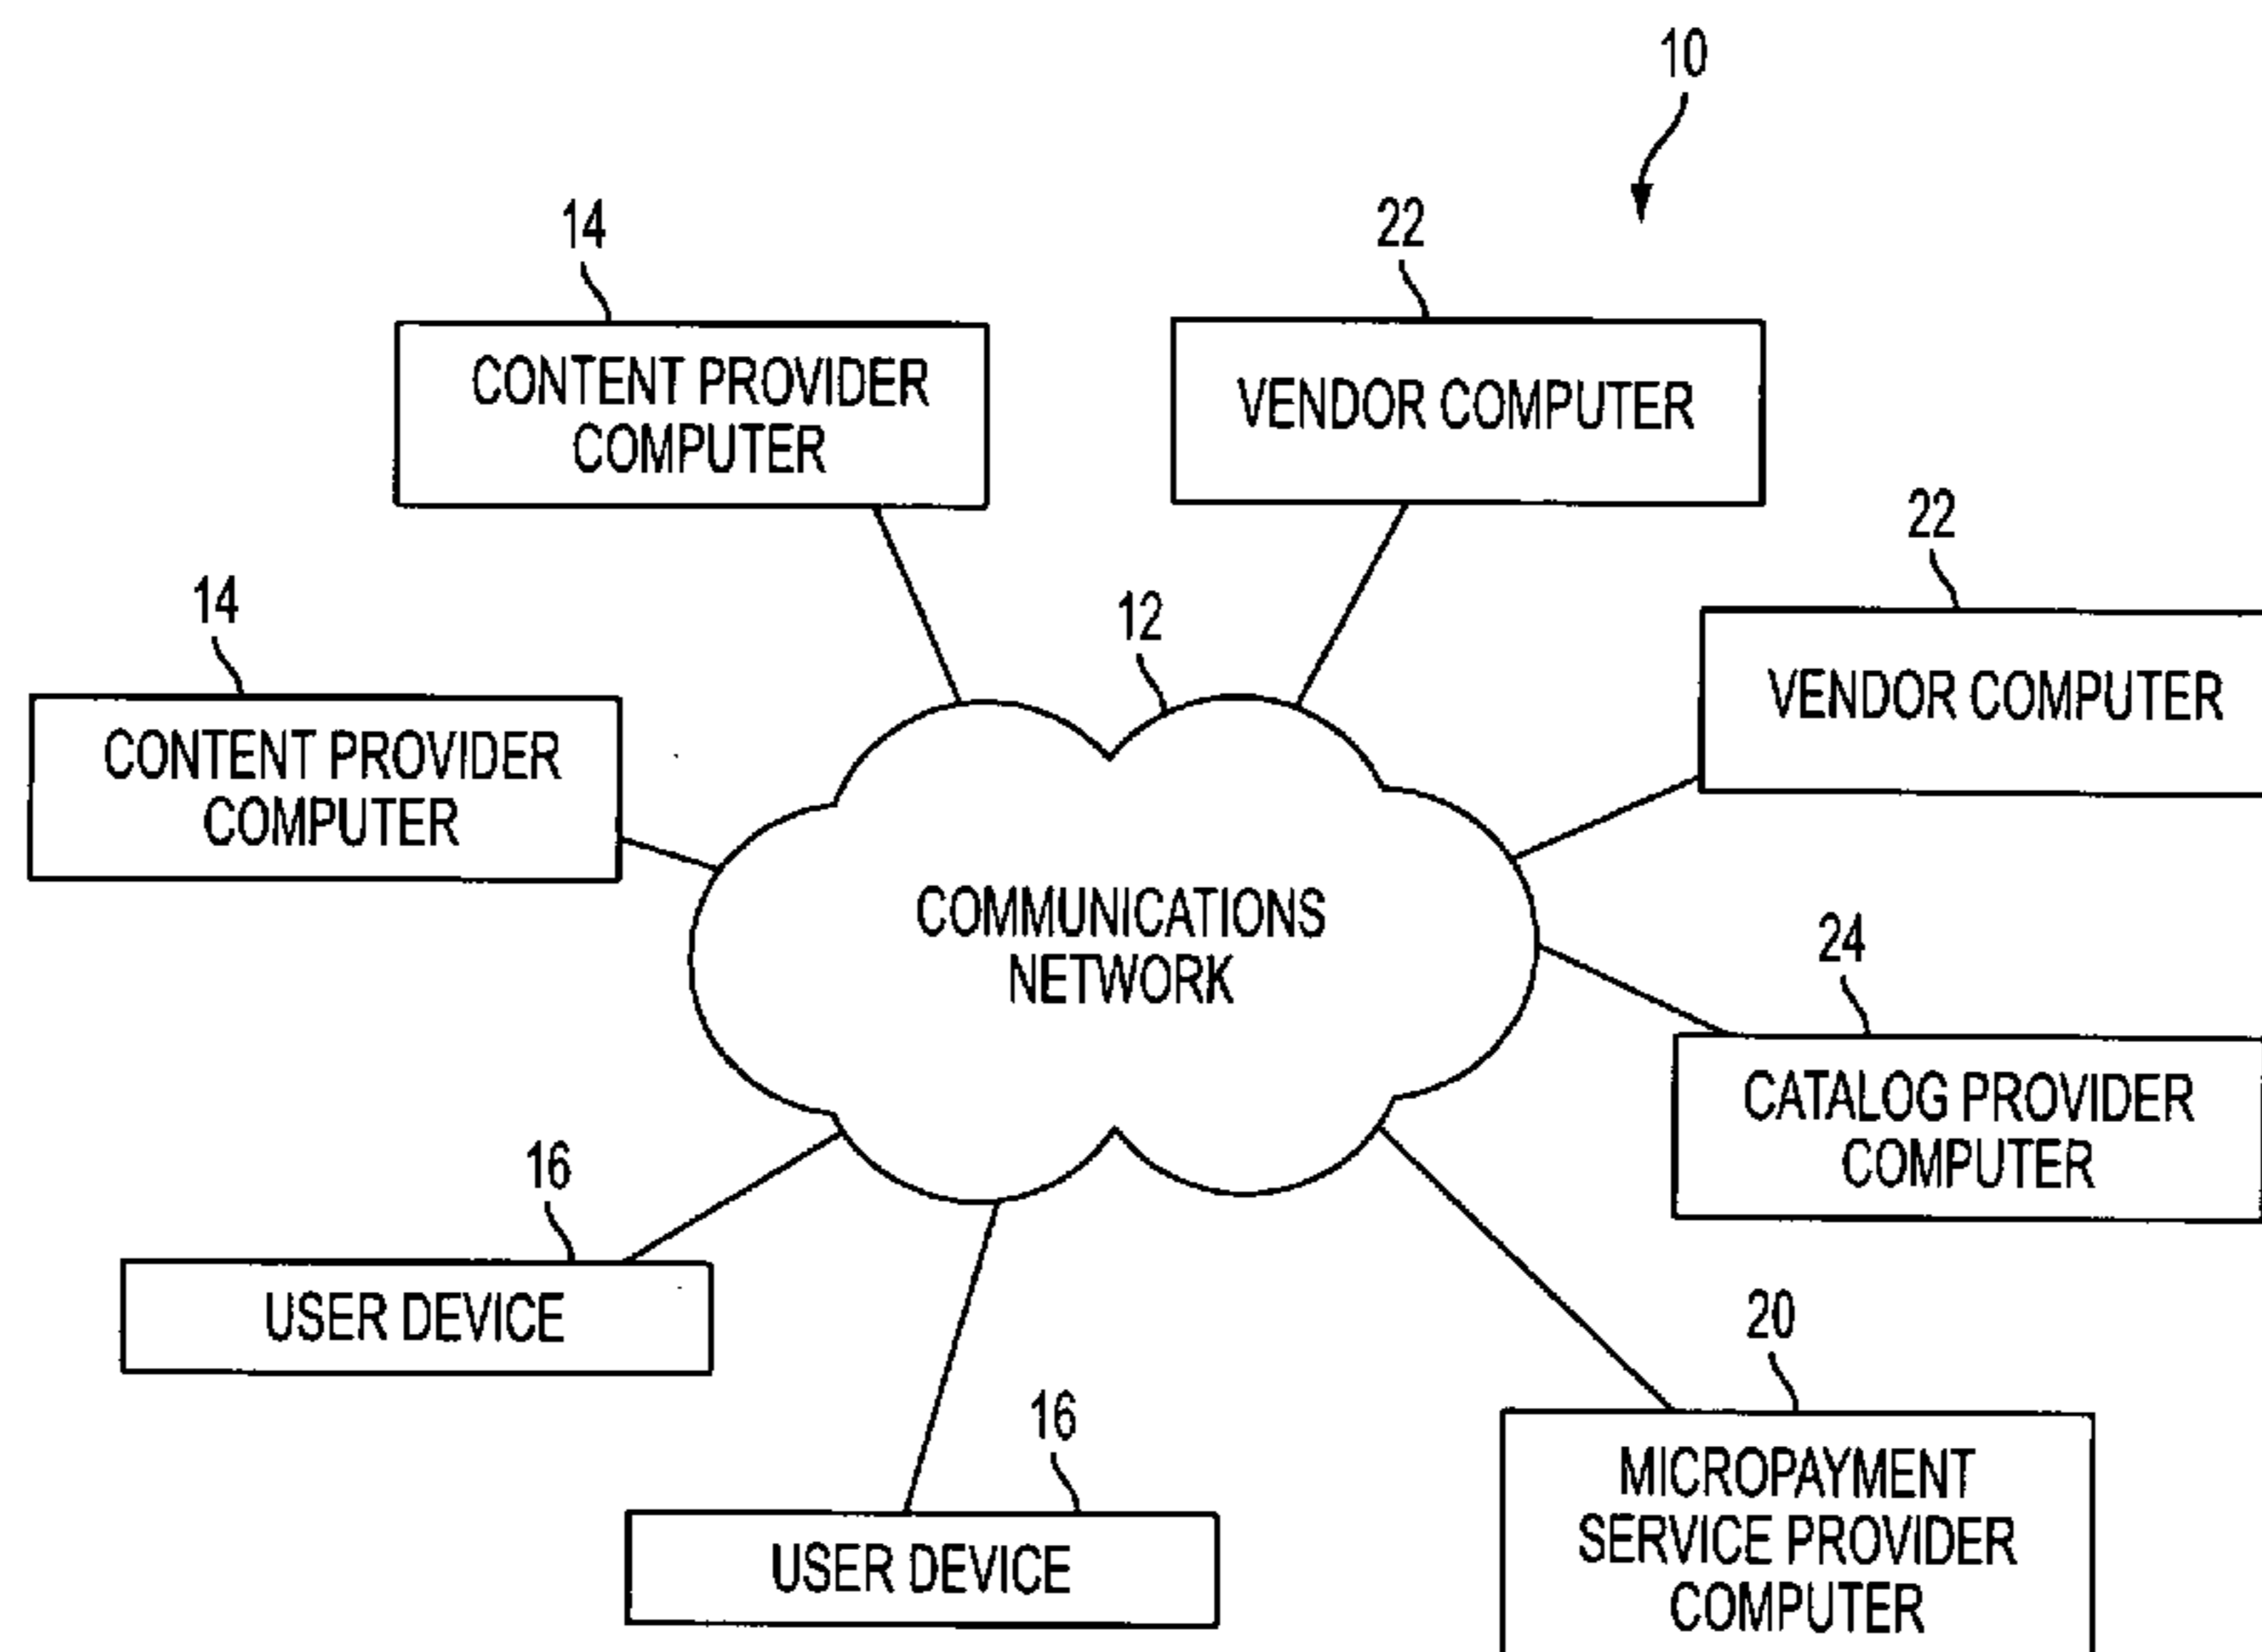 10
14
22
CONTENT PROVIDER
COMPUTER
VENDOR COMPUTER
22
14
12
VENDOR COMPUTER
CONTENT PROVIDER
COMPUTER
COMMUNICATIONS
NETWORK
24
CATALOG PROVIDER
COMPUTER
16
USER DEVICE
20
16
MICROPAYMENT
SERVICE PROVIDER
COMPUTER
USER DEVICE